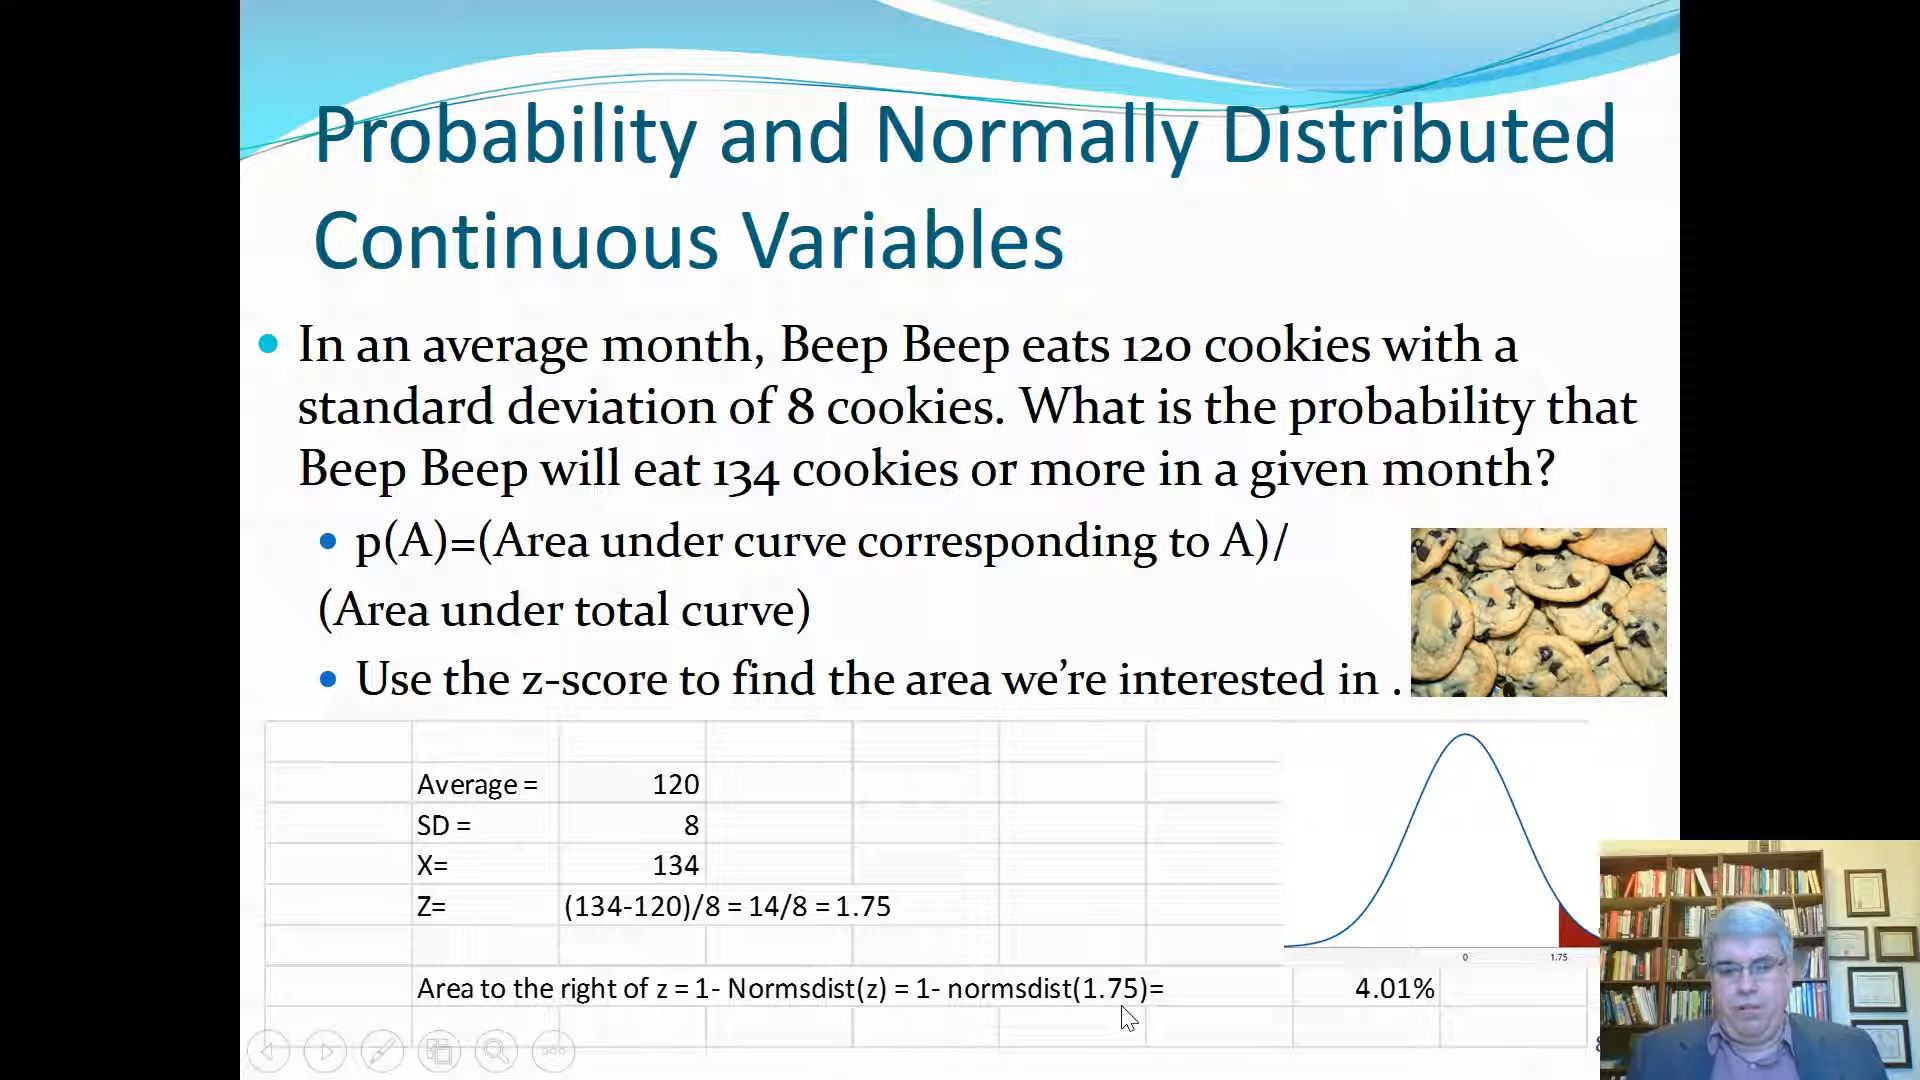 Probability and Normally Distributed
Continuous Variables
In an average month, Beep Beep eats 120 cookies with a
standard deviation of 8 cookies. What is the probability that
Beep Beep will eat 134 cookies or more in a given month?
p(A)=(Area under curve corresponding to A)/
(Area under total curve)
Use the z-score to find the area we're interested in .
Average = 120
SD = 8
X= 134
Z= (134-120)/8 = 14/8 = 1.75
0 1.75
Area to the right of z = 1- Normsdist(z) = 1- normsdist(1.75)= 4.01%